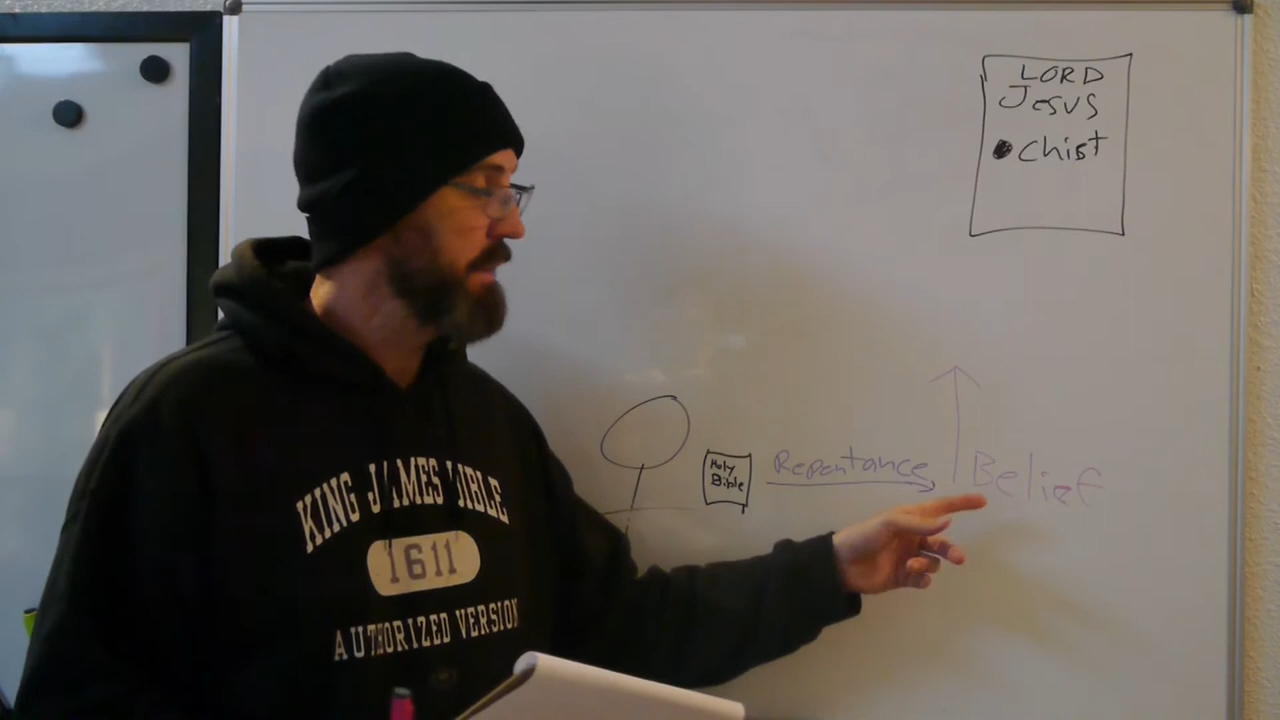 LORD
Jesus
Chist
Holy
Bible
Repentance
Belief
KING JAMES BIBLE
1611
AUTHORIZED VERSION